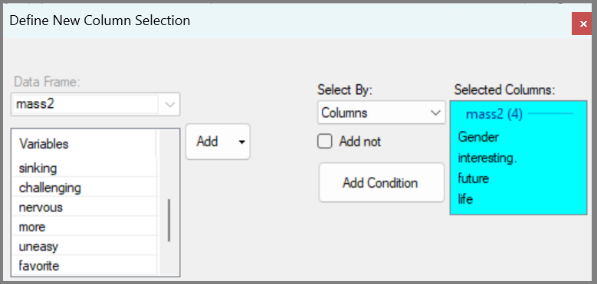 Define New Column Selection
×
Data Frame:
mass2
Variables
sinking
challenging
nervous
more
uneasy
favorite
Add
Select By:
Columns
Add not
Add Condition
Selected Columns:
mass2 (4)
Gender
interesting.
future
life